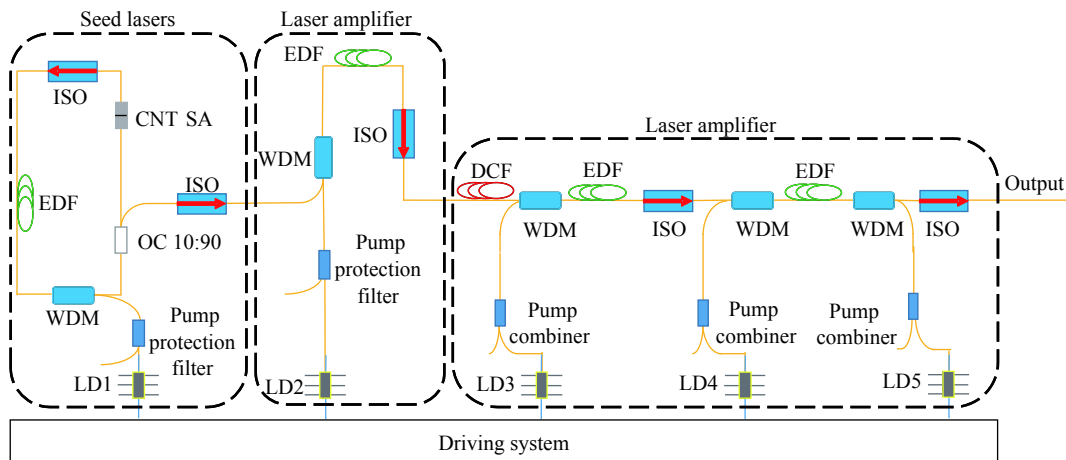 Seed lasers
ISO
CNT SA
EDF
ISO
OC 10:90
WDM
Pump
protection
filter
LD1
Laser amplifier
EDF
ISO
WDM
Pump
protection
filter
LD2
Laser amplifier
DCF
EDF
EDF
Output
WDM
ISO
WDM
WDM
ISO
Pump
combiner
Pump
combiner
Pump
combiner
LD3
LD4
LD5
Driving system